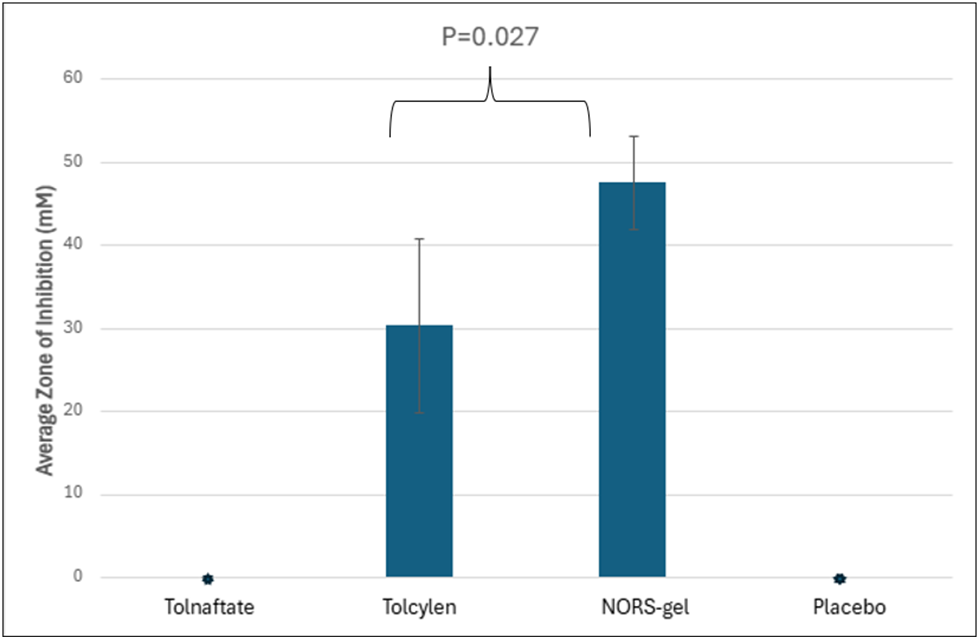 P=0.027
60
50
40
30
20
10
0
Average Zone of Inhibition (mM)
Tolnaftate
Tolcylen
NORS-gel
Placebo